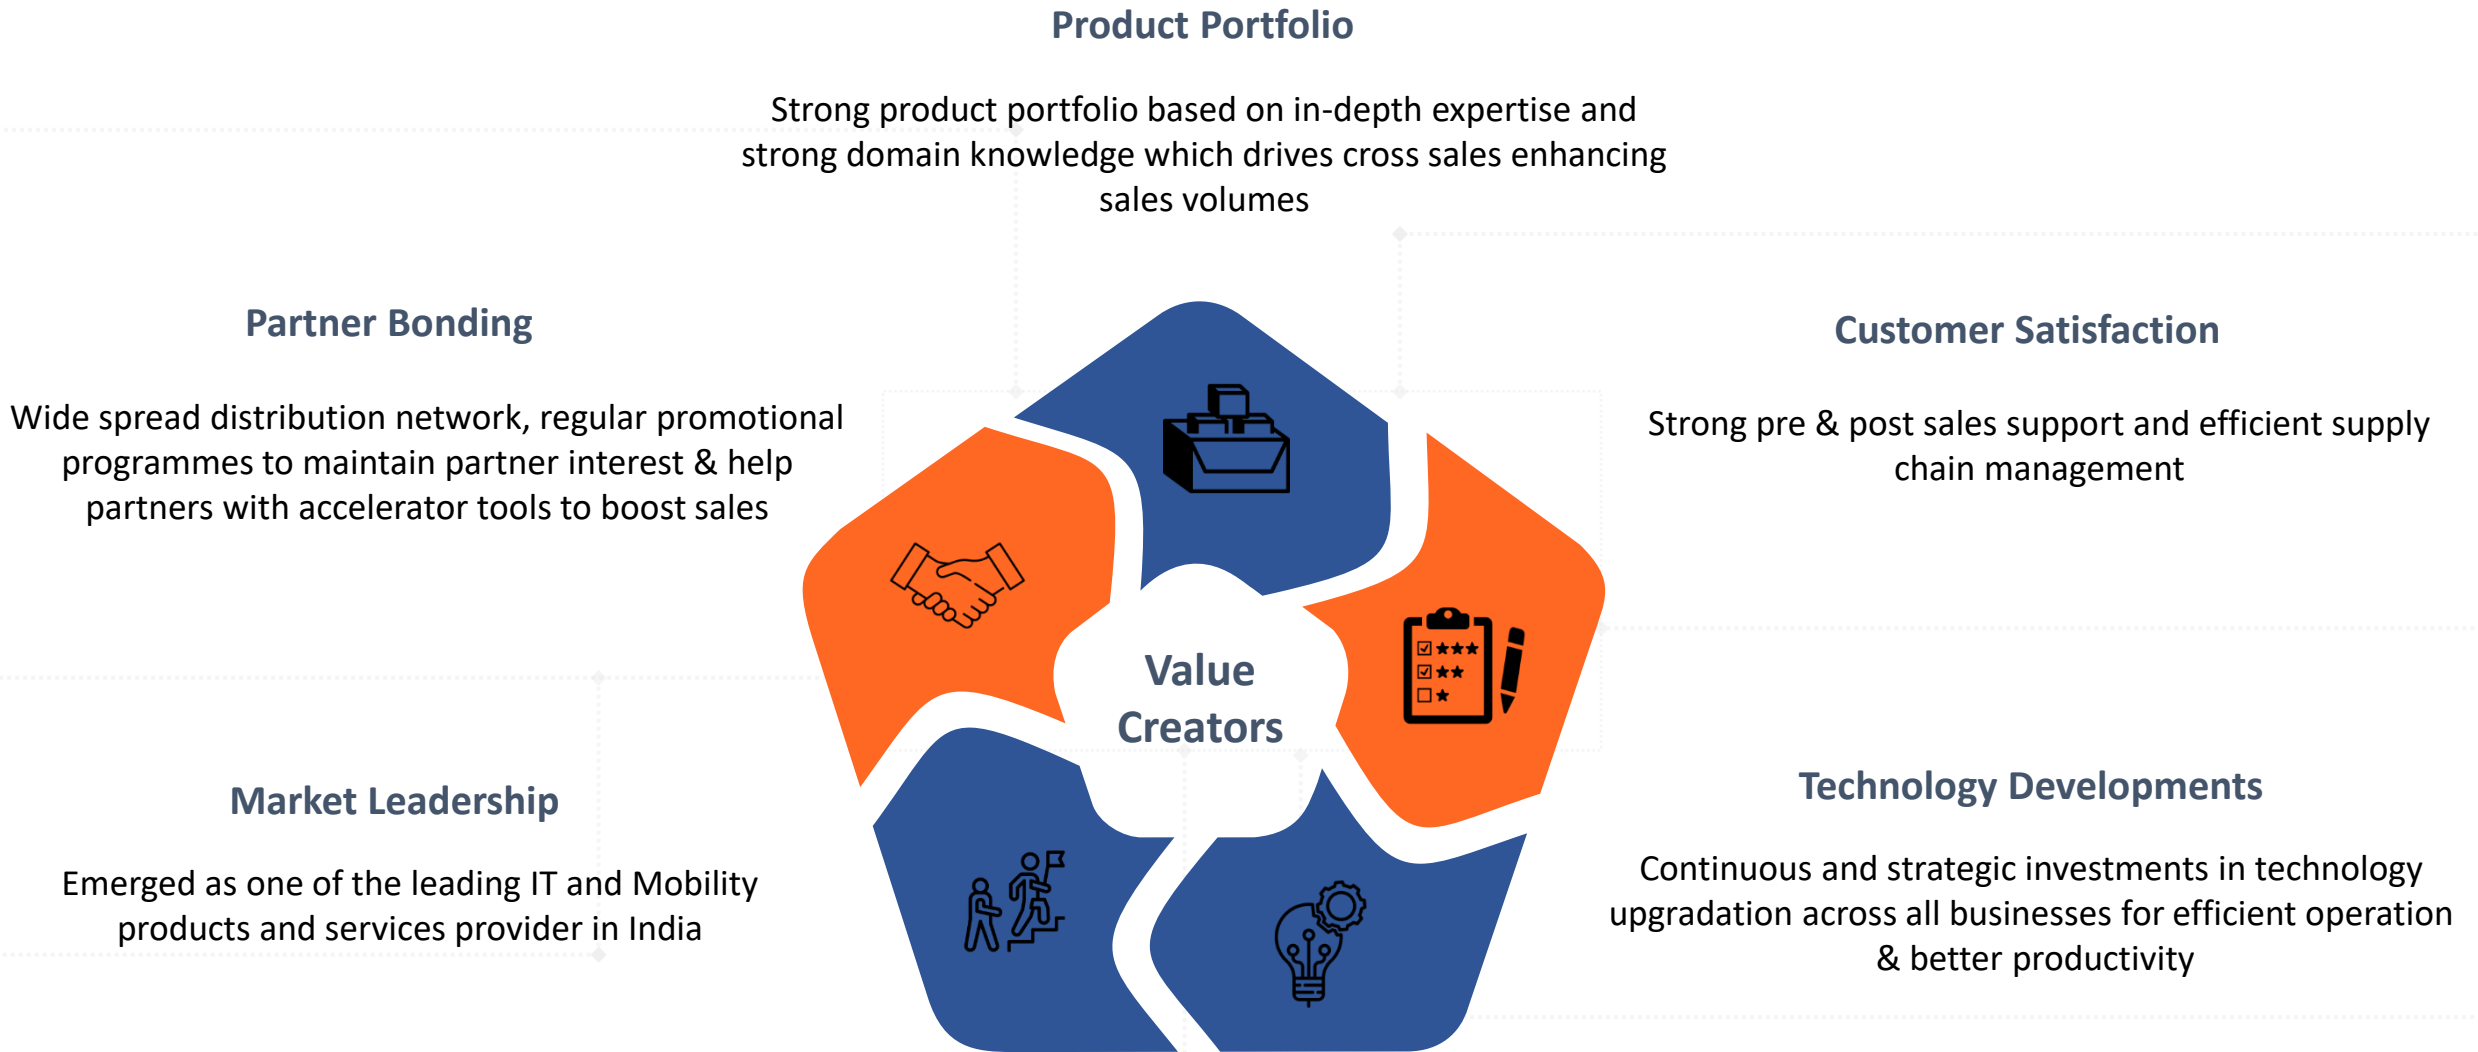 Product Portfolio
Strong product portfolio based on in-depth expertise and
strong domain knowledge which drives cross sales enhancing
sales volumes
Partner Bonding
Wide spread distribution network, regular promotional
programmes to maintain partner interest & help
partners with accelerator tools to boost sales
Customer Satisfaction
Strong pre & post sales support and efficient supply
chain management
Value
Creators
Market Leadership
Emerged as one of the leading IT and Mobility
products and services provider in India
Technology Developments
Continuous and strategic investments in technology
upgradation across all businesses for efficient operation
& better productivity